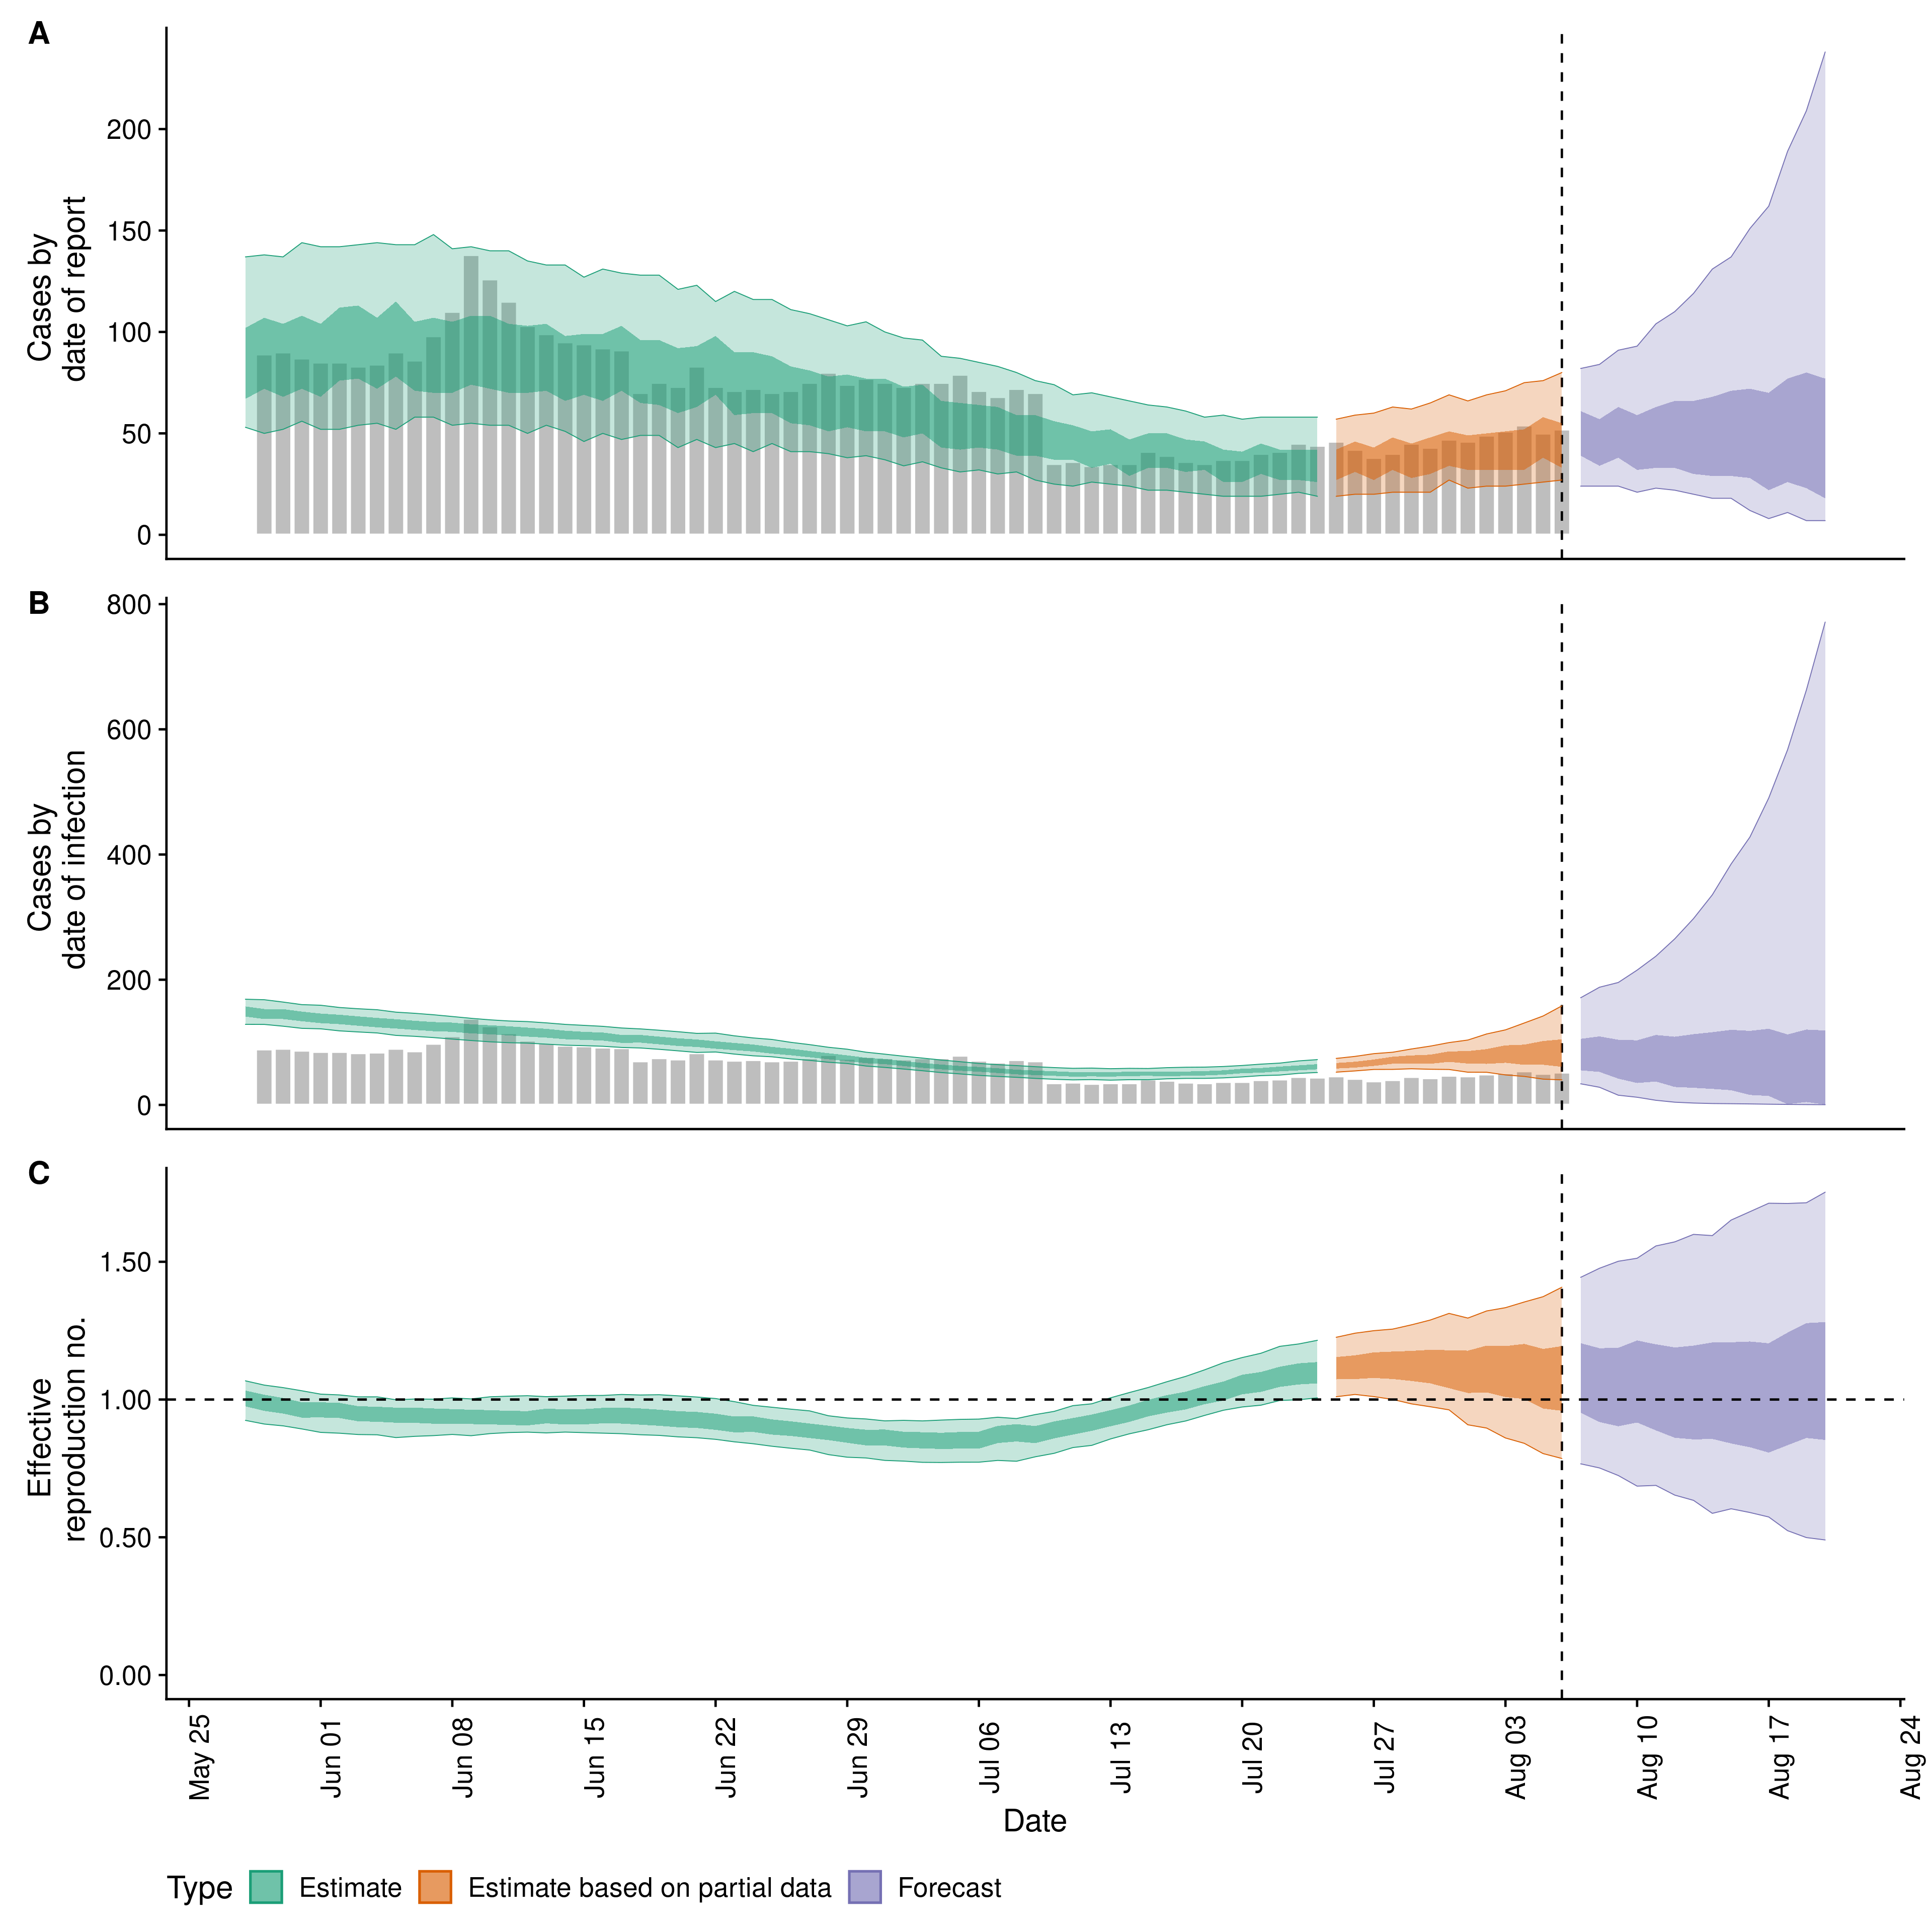 A
Cases by
date of report
200
150
100
50
0
B
Cases by
date of infection
800
600
400
200
0
C
Effective
reproduction no.
1.50
1.00
0.50
0.00
May 25
Jun 01
Jun 08
Jun 15
Jun 22
Jun 29
Jul 06
Jul 13
Jul 20
Jul 27
Aug 03
Aug 10
Aug 17
Aug 24
Date
Type Estimate Estimate based on partial data Forecast